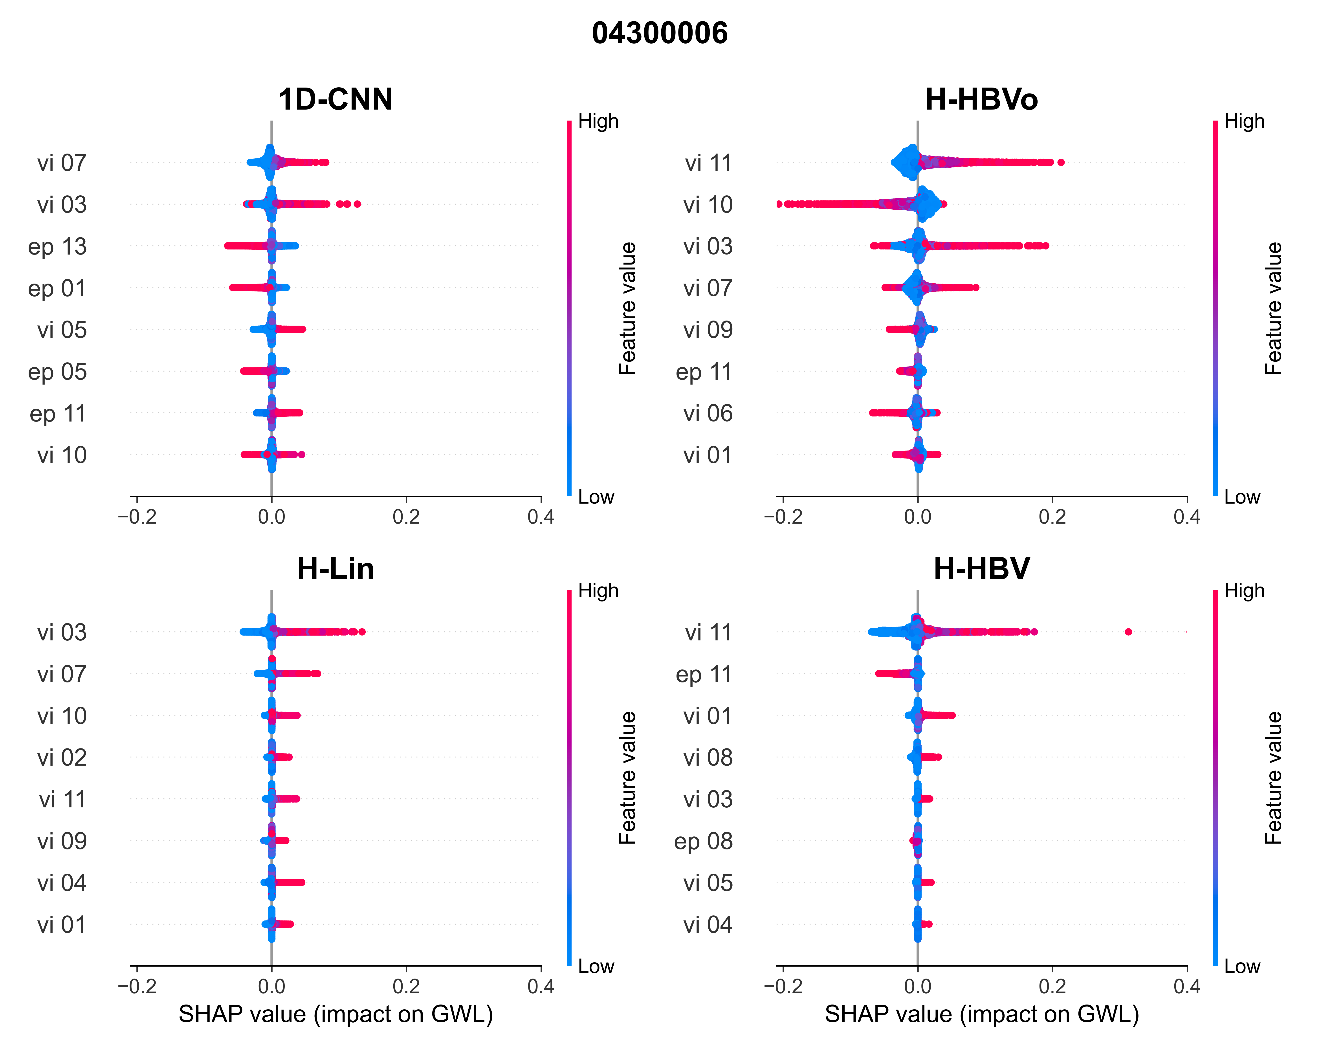 04300006
1D-CNN
High
vi 07
vi 03
ep 13
ep 01
vi 05
ep 05
ep 11
vi 10
Feature value
Low
−0.2 0.0 0.2 0.4
H-HBVo
High
vi 11
vi 10
vi 03
vi 07
vi 09
ep 11
vi 06
vi 01
Feature value
Low
−0.2 0.0 0.2 0.4
H-Lin
High
vi 03
vi 07
vi 10
vi 02
vi 11
vi 09
vi 04
vi 01
Feature value
Low
−0.2 0.0 0.2 0.4
SHAP value (impact on GWL)
H-HBV
High
vi 11
ep 11
vi 01
vi 08
vi 03
ep 08
vi 05
vi 04
Feature value
Low
−0.2 0.0 0.2 0.4
SHAP value (impact on GWL)